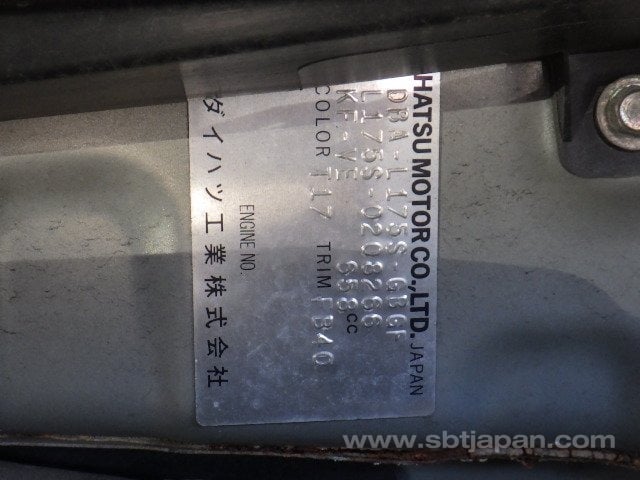 HATSU MOTOR CO., LTD. JAPAN
DBA-L175S-GBGF
L175S-0208266
KF-VE 658cc
COLOR T17 TRIM FB40
ENGINE NO.
ダイハツ工業株式会社
www.sbtjapan.com